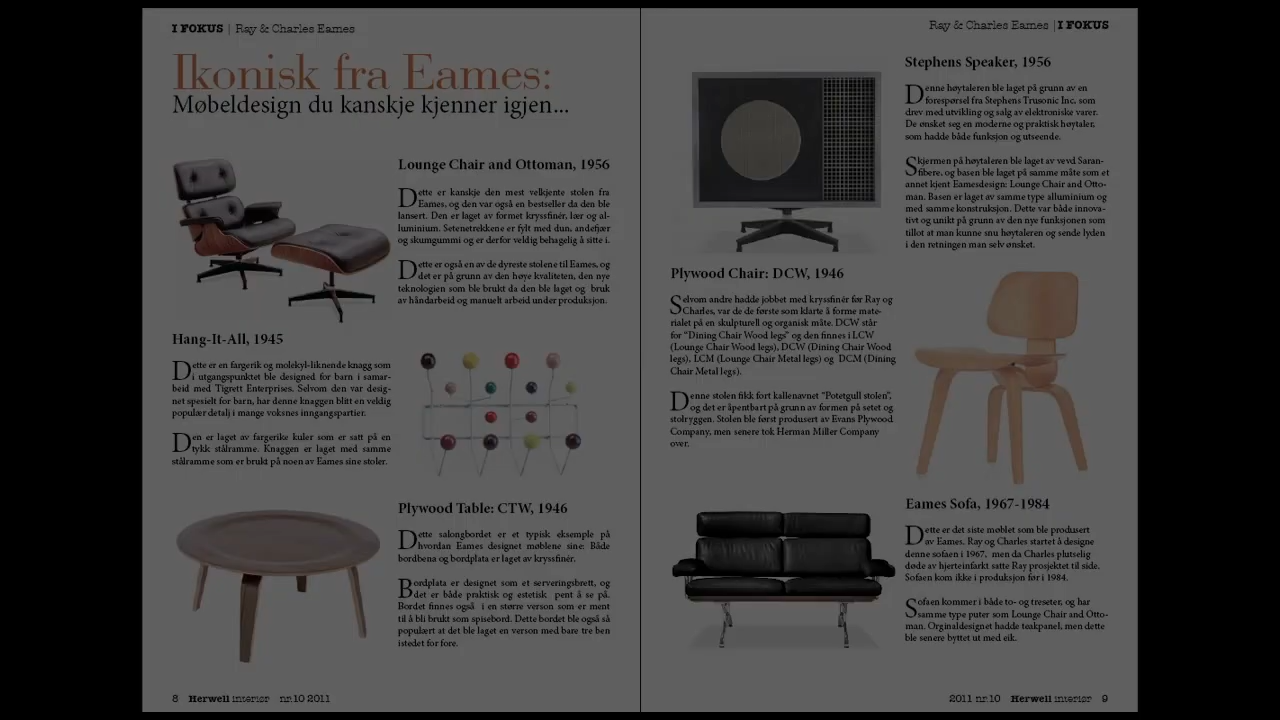 I FOKUS | Ray & Charles Eames
Ikonisk fra Eames:
Møbeldesign du kanskje kjenner igjen...
Lounge Chair and Ottoman, 1956
Dette er kanskje den mest velkjente stolen fra
Eames, og den var også en bestseller da den ble
lansert. Den er laget av formet kryssfinér, lær og al-
luminium. Setenetrekkene er fylt med dun, andefjær
og skumgummi og er derfor veldig behagelig å sitte i.
Dette er også en av de dyreste stolene til Eames, og
det er på grunn av den høye kvaliteten, den nye
teknologien som ble brukt da den ble laget og bruk
av håndarbeid og manuelt arbeid under produksjon.
Hang-It-All, 1945
Dette er en fargerik og molekyl-liknende knagg som
i utgangspunktet ble designed for barn i samar-
beid med Tigrett Enterprises. Selvom den var desig-
net spesielt for barn, har denne knaggen blitt en veldig
populær detalj i mange voksnes inngangspartier.
Den er laget av fargerike kuler som er satt på en
tykk stålramme. Knaggen er laget med samme
stålramme som er brukt på noen av Eames sine stoler.
Plywood Table: CTW, 1946
Dette salongbordet er et typisk eksemple på
hvordan Eames designet møblene sine: Både
bordbena og bordplata er laget av kryssfinér.
Bordplata er designet som et serveringsbrett, og
det er både praktisk og estetisk pent å se på.
Bordet finnes også i en større verson som er ment
til å bli brukt som spisebord. Dette bordet ble også så
populært at det ble laget en verson med bare tre ben
istedet for fore.
8 Herwell interiør nr.10 2011
Ray & Charles Eames | I FOKUS
Stephens Speaker, 1956
Denne høytaleren ble laget på grunn av en
forespørsel fra Stephens Trusonic Inc. som
drev med utvikling og salg av elektroniske varer.
De ønsket seg en moderne og praktisk høytaler,
som hadde både funksjon og utseende.
Skjermen på høytaleren ble laget av vevd Saran-
fibere, og basen ble laget på samme måte som et
annet kjent Eamesdesign: Lounge Chair and Otto-
man. Basen er laget av samme type alluminium og
med samme konstruksjon. Dette var både innova-
tivt og unikt på grunn av den nye funksjonen som
tillot at man kunne snu høytaleren og sende lyden
i den retningen man selv ønsket.
Plywood Chair: DCW, 1946
Selvom andre hadde jobbet med kryssfinér før Ray og
Charles, var de de første som klarte å forme mate-
rialet på en skulpturell og organisk måte. DCW står
for "Dining Chair Wood legs" og den finnes i LCW
(Lounge Chair Wood legs), DCW (Dining Chair Wood
legs), LCM (Lounge Chair Metal legs) og DCM (Dining
Chair Metal legs).
Denne stolen fikk fort kallenavnet "Potetgull stolen",
og det er åpentbart på grunn av formen på setet og
stolryggen. Stolen ble først produsert av Evans Plywood
Company, men senere tok Herman Miller Company
over.
Eames Sofa, 1967-1984
Dette er det siste møblet som ble produsert
av Eames. Ray og Charles startet å designe
denne sofaen i 1967, men da Charles plutselig
døde av hjerteinfarkt satte Ray prosjektet til side.
Sofaen kom ikke i produksjon før i 1984.
Sofaen kommer i både to- og treseter, og har
samme type puter som Lounge Chair and Otto-
man. Orginaldesignet hadde teakpanel, men dette
ble senere byttet ut med eik.
2011 nr.10 Herwell interiør 9